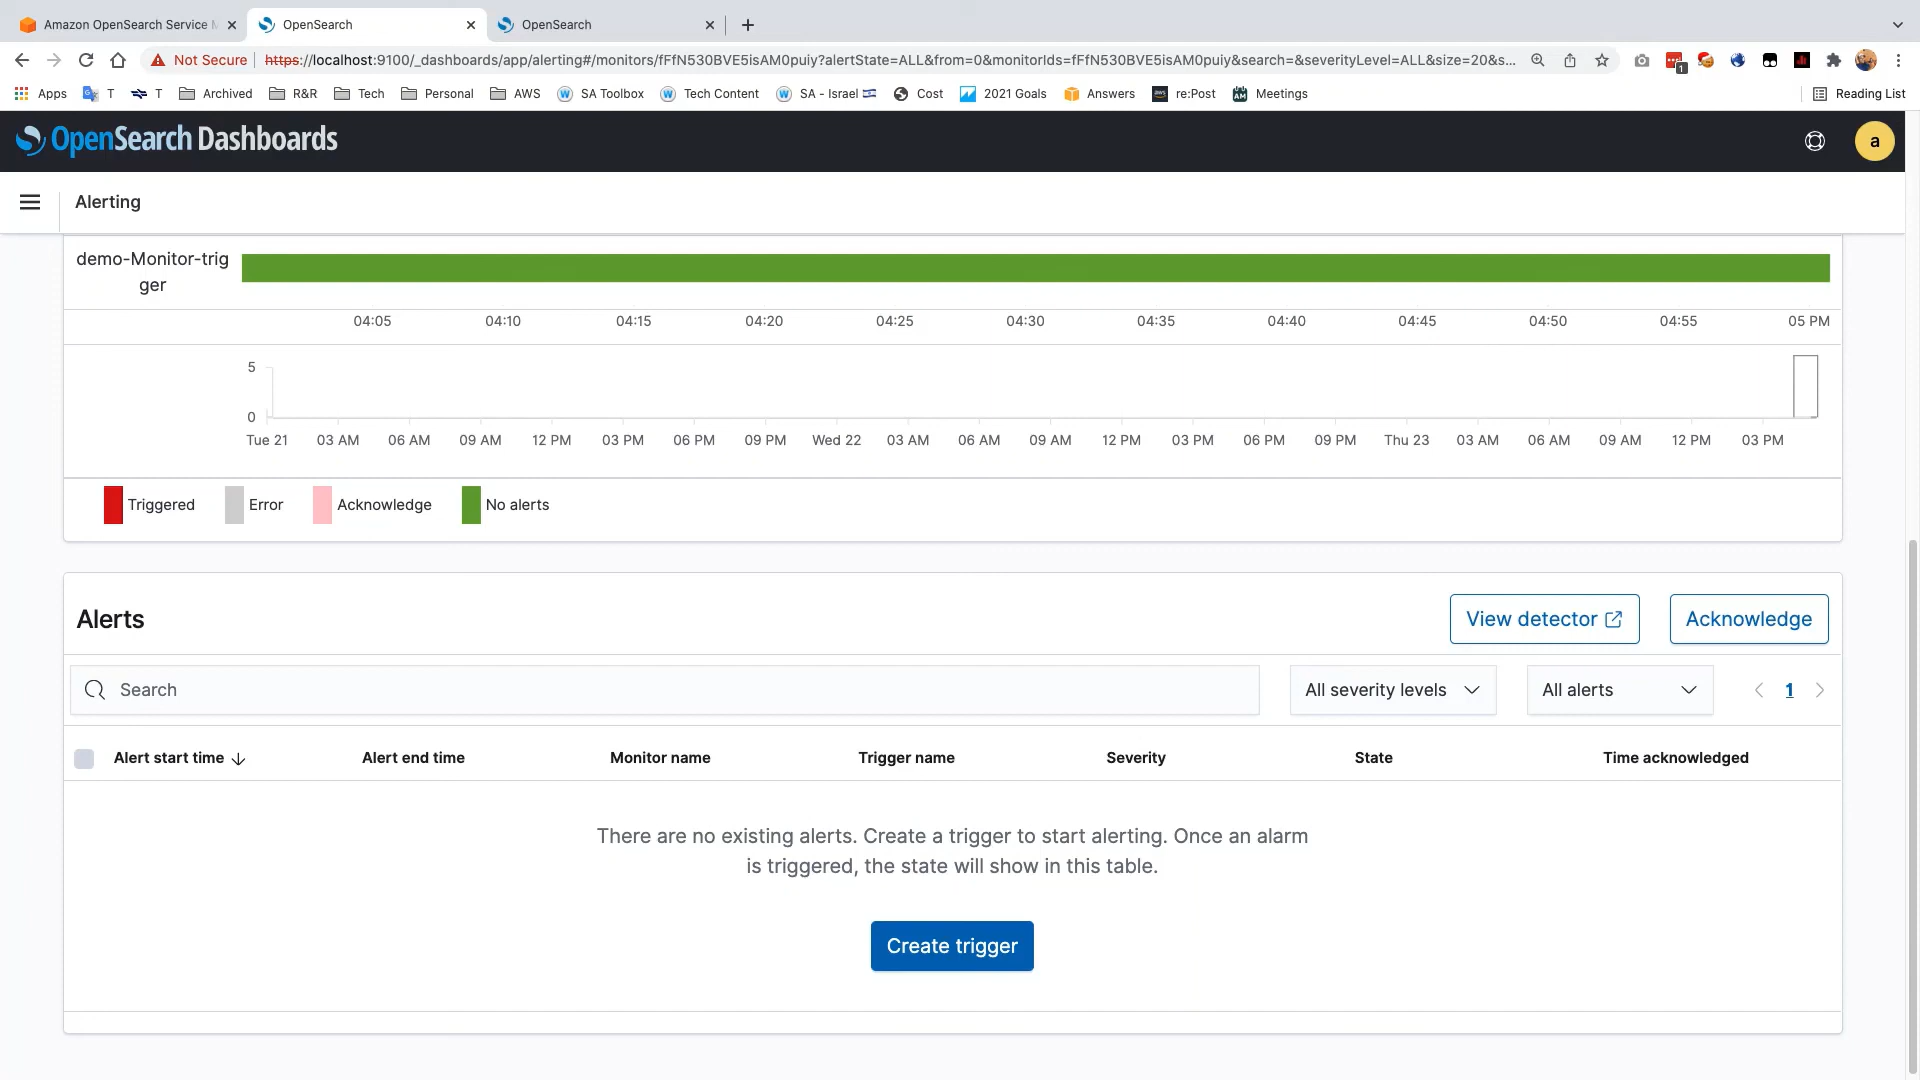 Amazon OpenSearch Service M
OpenSearch
OpenSearch
Not Secure
https://localhost:9100/_dashboards/app/alerting#/monitors/fFfN530BVE5isAM0puiy?alertState=ALL&from=0&monitorIds=fFfN530BVE5isAM0puiy&search=&severityLevel=ALL&size=20&s...
1
Apps
T
T
Archived
R&R
Tech
Personal
AWS
SA Toolbox
Tech Content
SA - Israel
Cost
2021 Goals
Answers
re:Post
Meetings
Reading List
OpenSearch Dashboards
a
Alerting
demo-Monitor-trig
ger
04:05 04:10 04:15 04:20 04:25 04:30 04:35 04:40 04:45 04:50 04:55 05 PM
5
0
Tue 21 03 AM 06 AM 09 AM 12 PM 03 PM 06 PM 09 PM Wed 22 03 AM 06 AM 09 AM 12 PM 03 PM 06 PM 09 PM Thu 23 03 AM 06 AM 09 AM 12 PM 03 PM
Triggered Error Acknowledge No alerts
Alerts
View detector
Acknowledge
Search
All severity levels
All alerts
1
Alert start time Alert end time Monitor name Trigger name Severity State Time acknowledged
There are no existing alerts. Create a trigger to start alerting. Once an alarm
is triggered, the state will show in this table.
Create trigger